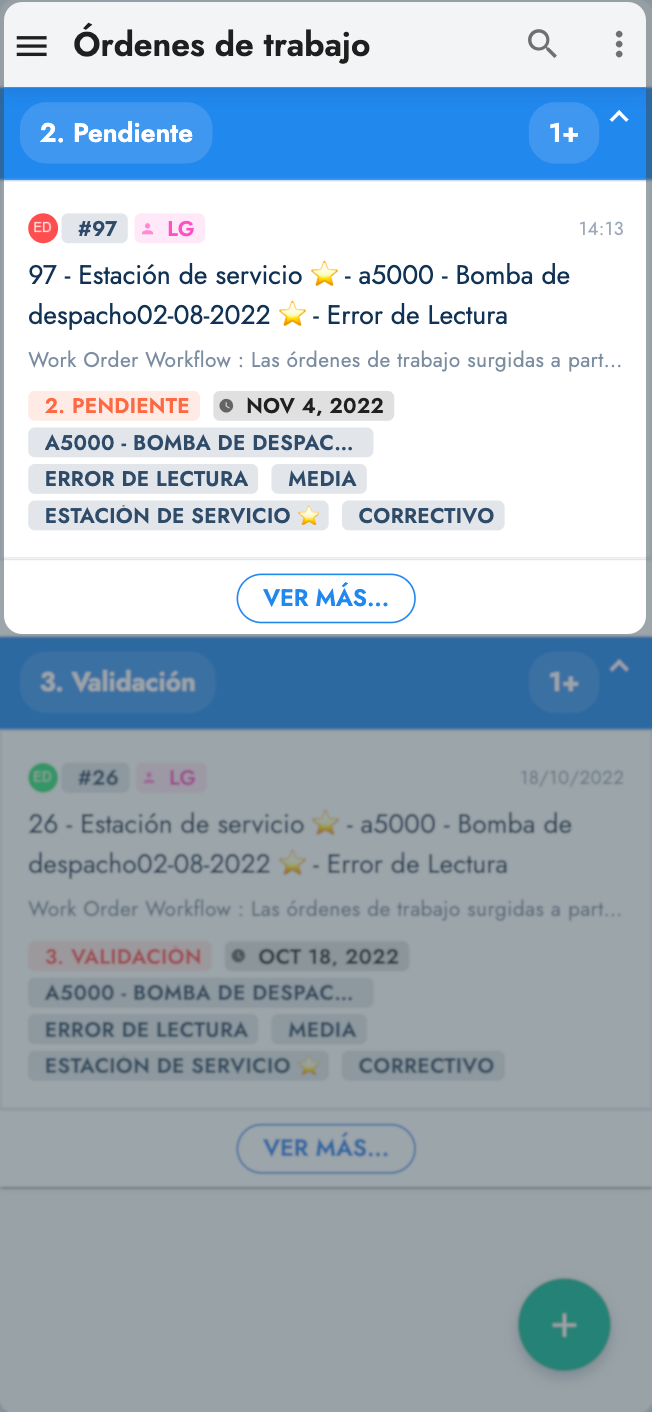 Órdenes de trabajo
2. Pendiente 1+
ED #97 LG 14:13
97 - Estación de servicio ⭐ - a5000 - Bomba de
despacho02-08-2022 ⭐ - Error de Lectura
Work Order Workflow : Las órdenes de trabajo surgidas a part...
2. PENDIENTE NOV 4, 2022
A5000 - BOMBA DE DESPAC...
ERROR DE LECTURA MEDIA
ESTACIÓN DE SERVICIO ⭐ CORRECTIVO
VER MÁS...
3. Validación 1+
ED #26 LG 18/10/2022
26 - Estación de servicio ⭐ - a5000 - Bomba de
despacho02-08-2022 ⭐ - Error de Lectura
Work Order Workflow : Las órdenes de trabajo surgidas a part...
3. VALIDACIÓN OCT 18, 2022
A5000 - BOMBA DE DESPAC...
ERROR DE LECTURA MEDIA
ESTACIÓN DE SERVICIO ⭐ CORRECTIVO
VER MÁS...
+